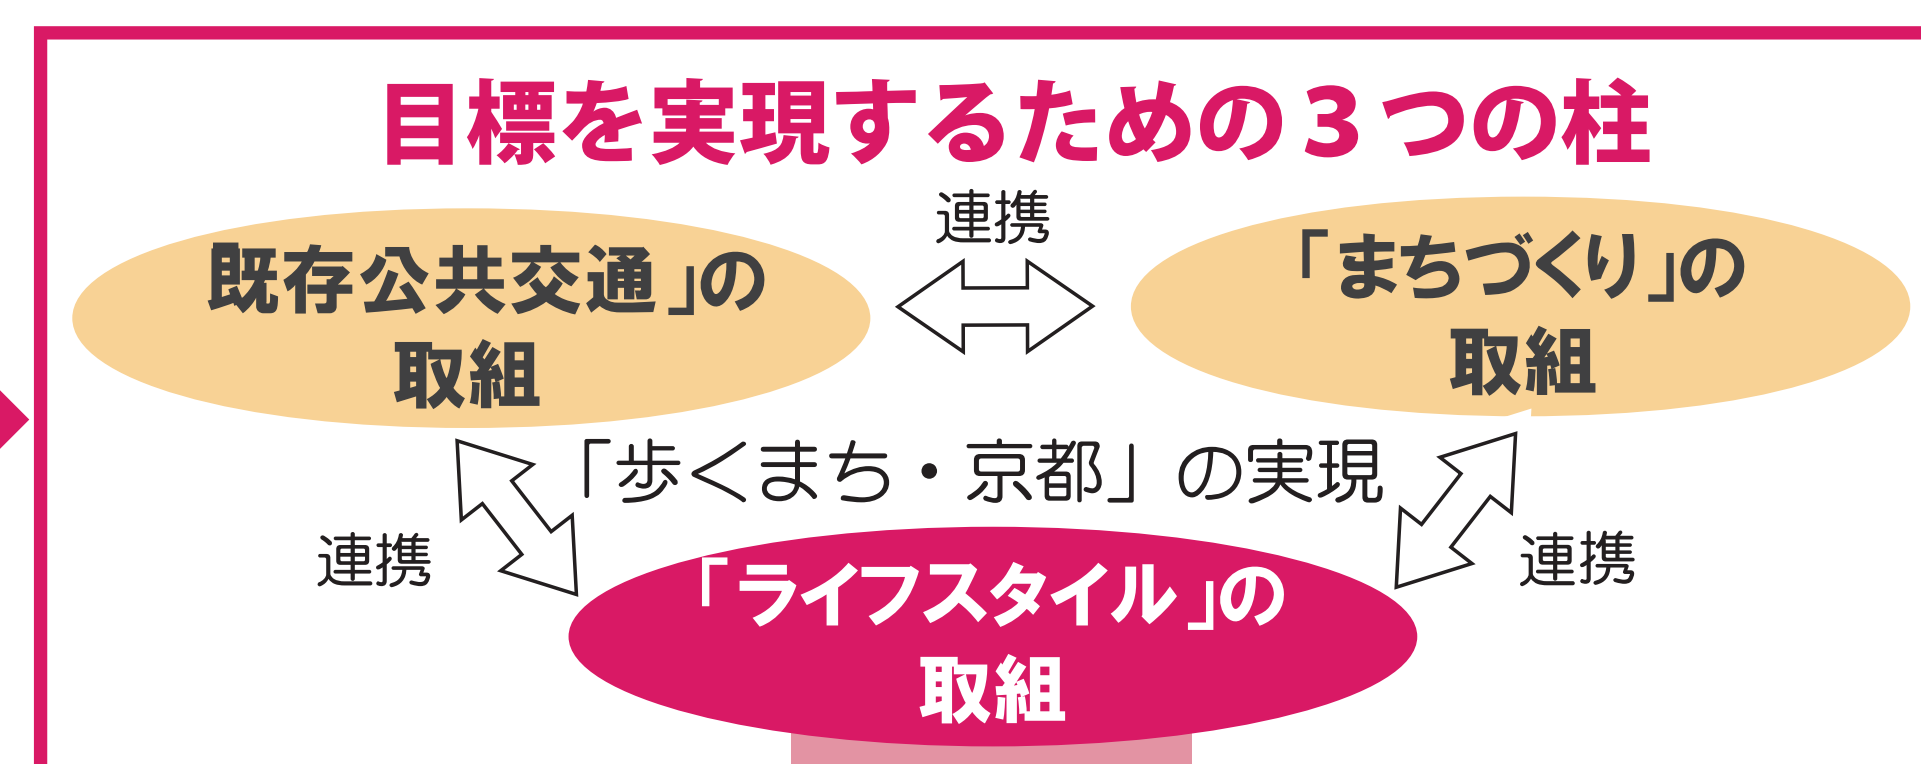 目標を実現するための3つの柱
連携
既存公共交通」の
取組
「まちづくり」の
取組
「歩くまち・京都」の実現
連携
連携
「ライフスタイル」の
取組